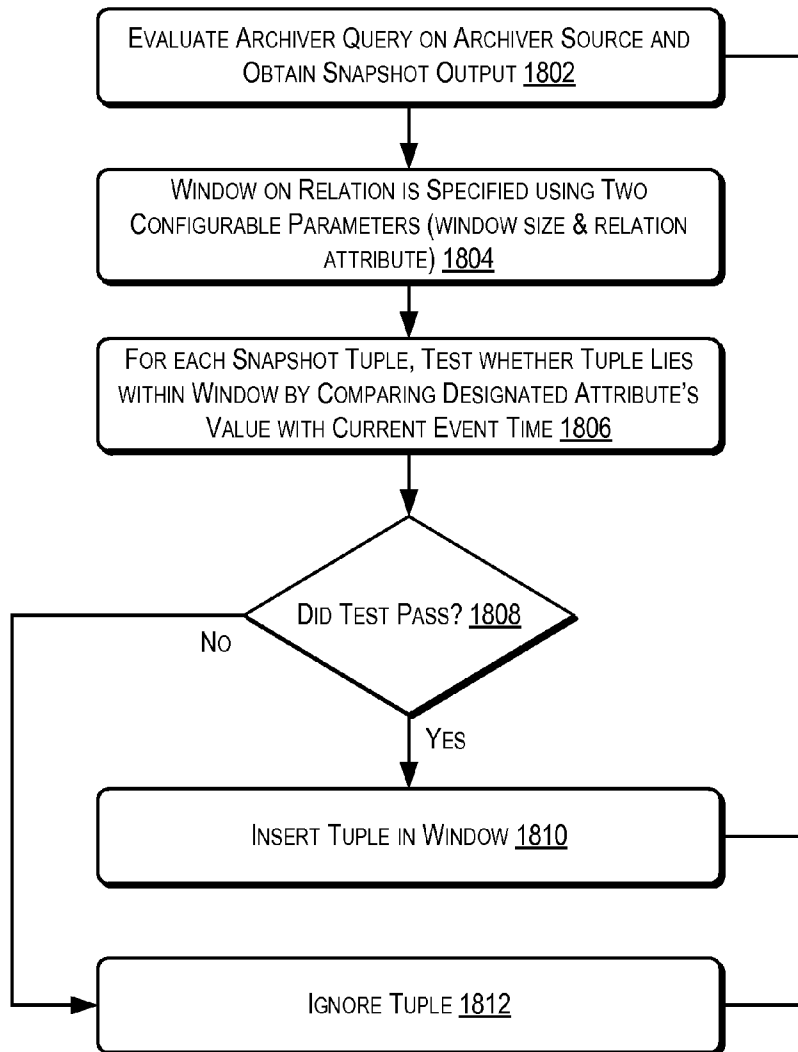 EVALUATE ARCHIVER QUERY ON ARCHIVER SOURCE AND
OBTAIN SNAPSHOT OUTPUT 1802
WINDOW ON RELATION IS SPECIFIED USING TWO
CONFIGURABLE PARAMETERS (WINDOW SIZE & RELATION
ATTRIBUTE) 1804
FOR EACH SNAPSHOT TUPLE, TEST WHETHER TUPLE LIES
WITHIN WINDOW BY COMPARING DESIGNATED ATTRIBUTE'S
VALUE WITH CURRENT EVENT TIME 1806
DID TEST PASS? 1808
NO
YES
INSERT TUPLE IN WINDOW 1810
IGNORE TUPLE 1812